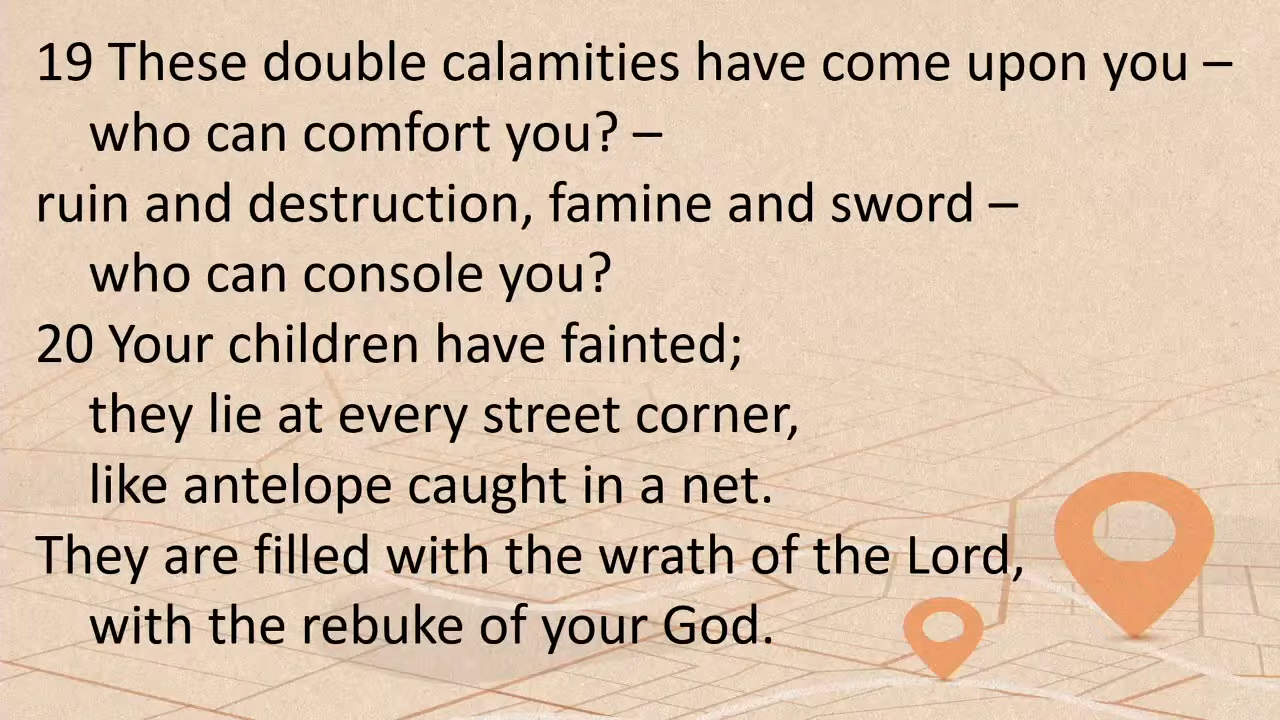 19 These double calamities have come upon you –
who can comfort you? –
ruin and destruction, famine and sword –
who can console you?
20 Your children have fainted;
they lie at every street corner,
like antelope caught in a net.
They are filled with the wrath of the Lord,
with the rebuke of your God.